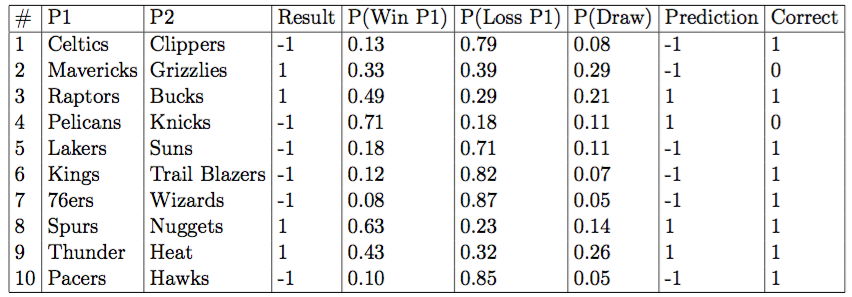 # P1 P2 Result P(Win P1) P(Loss P1) P(Draw) Prediction Correct
1 Celtics Clippers -1 0.13 0.79 0.08 -1 1
2 Mavericks Grizzlies 1 0.33 0.39 0.29 -1 0
3 Raptors Bucks 1 0.49 0.29 0.21 1 1
4 Pelicans Knicks -1 0.71 0.18 0.11 1 0
5 Lakers Suns -1 0.18 0.71 0.11 -1 1
6 Kings Trail Blazers -1 0.12 0.82 0.07 -1 1
7 76ers Wizards -1 0.08 0.87 0.05 -1 1
8 Spurs Nuggets 1 0.63 0.23 0.14 1 1
9 Thunder Heat 1 0.43 0.32 0.26 1 1
10 Pacers Hawks -1 0.10 0.85 0.05 -1 1